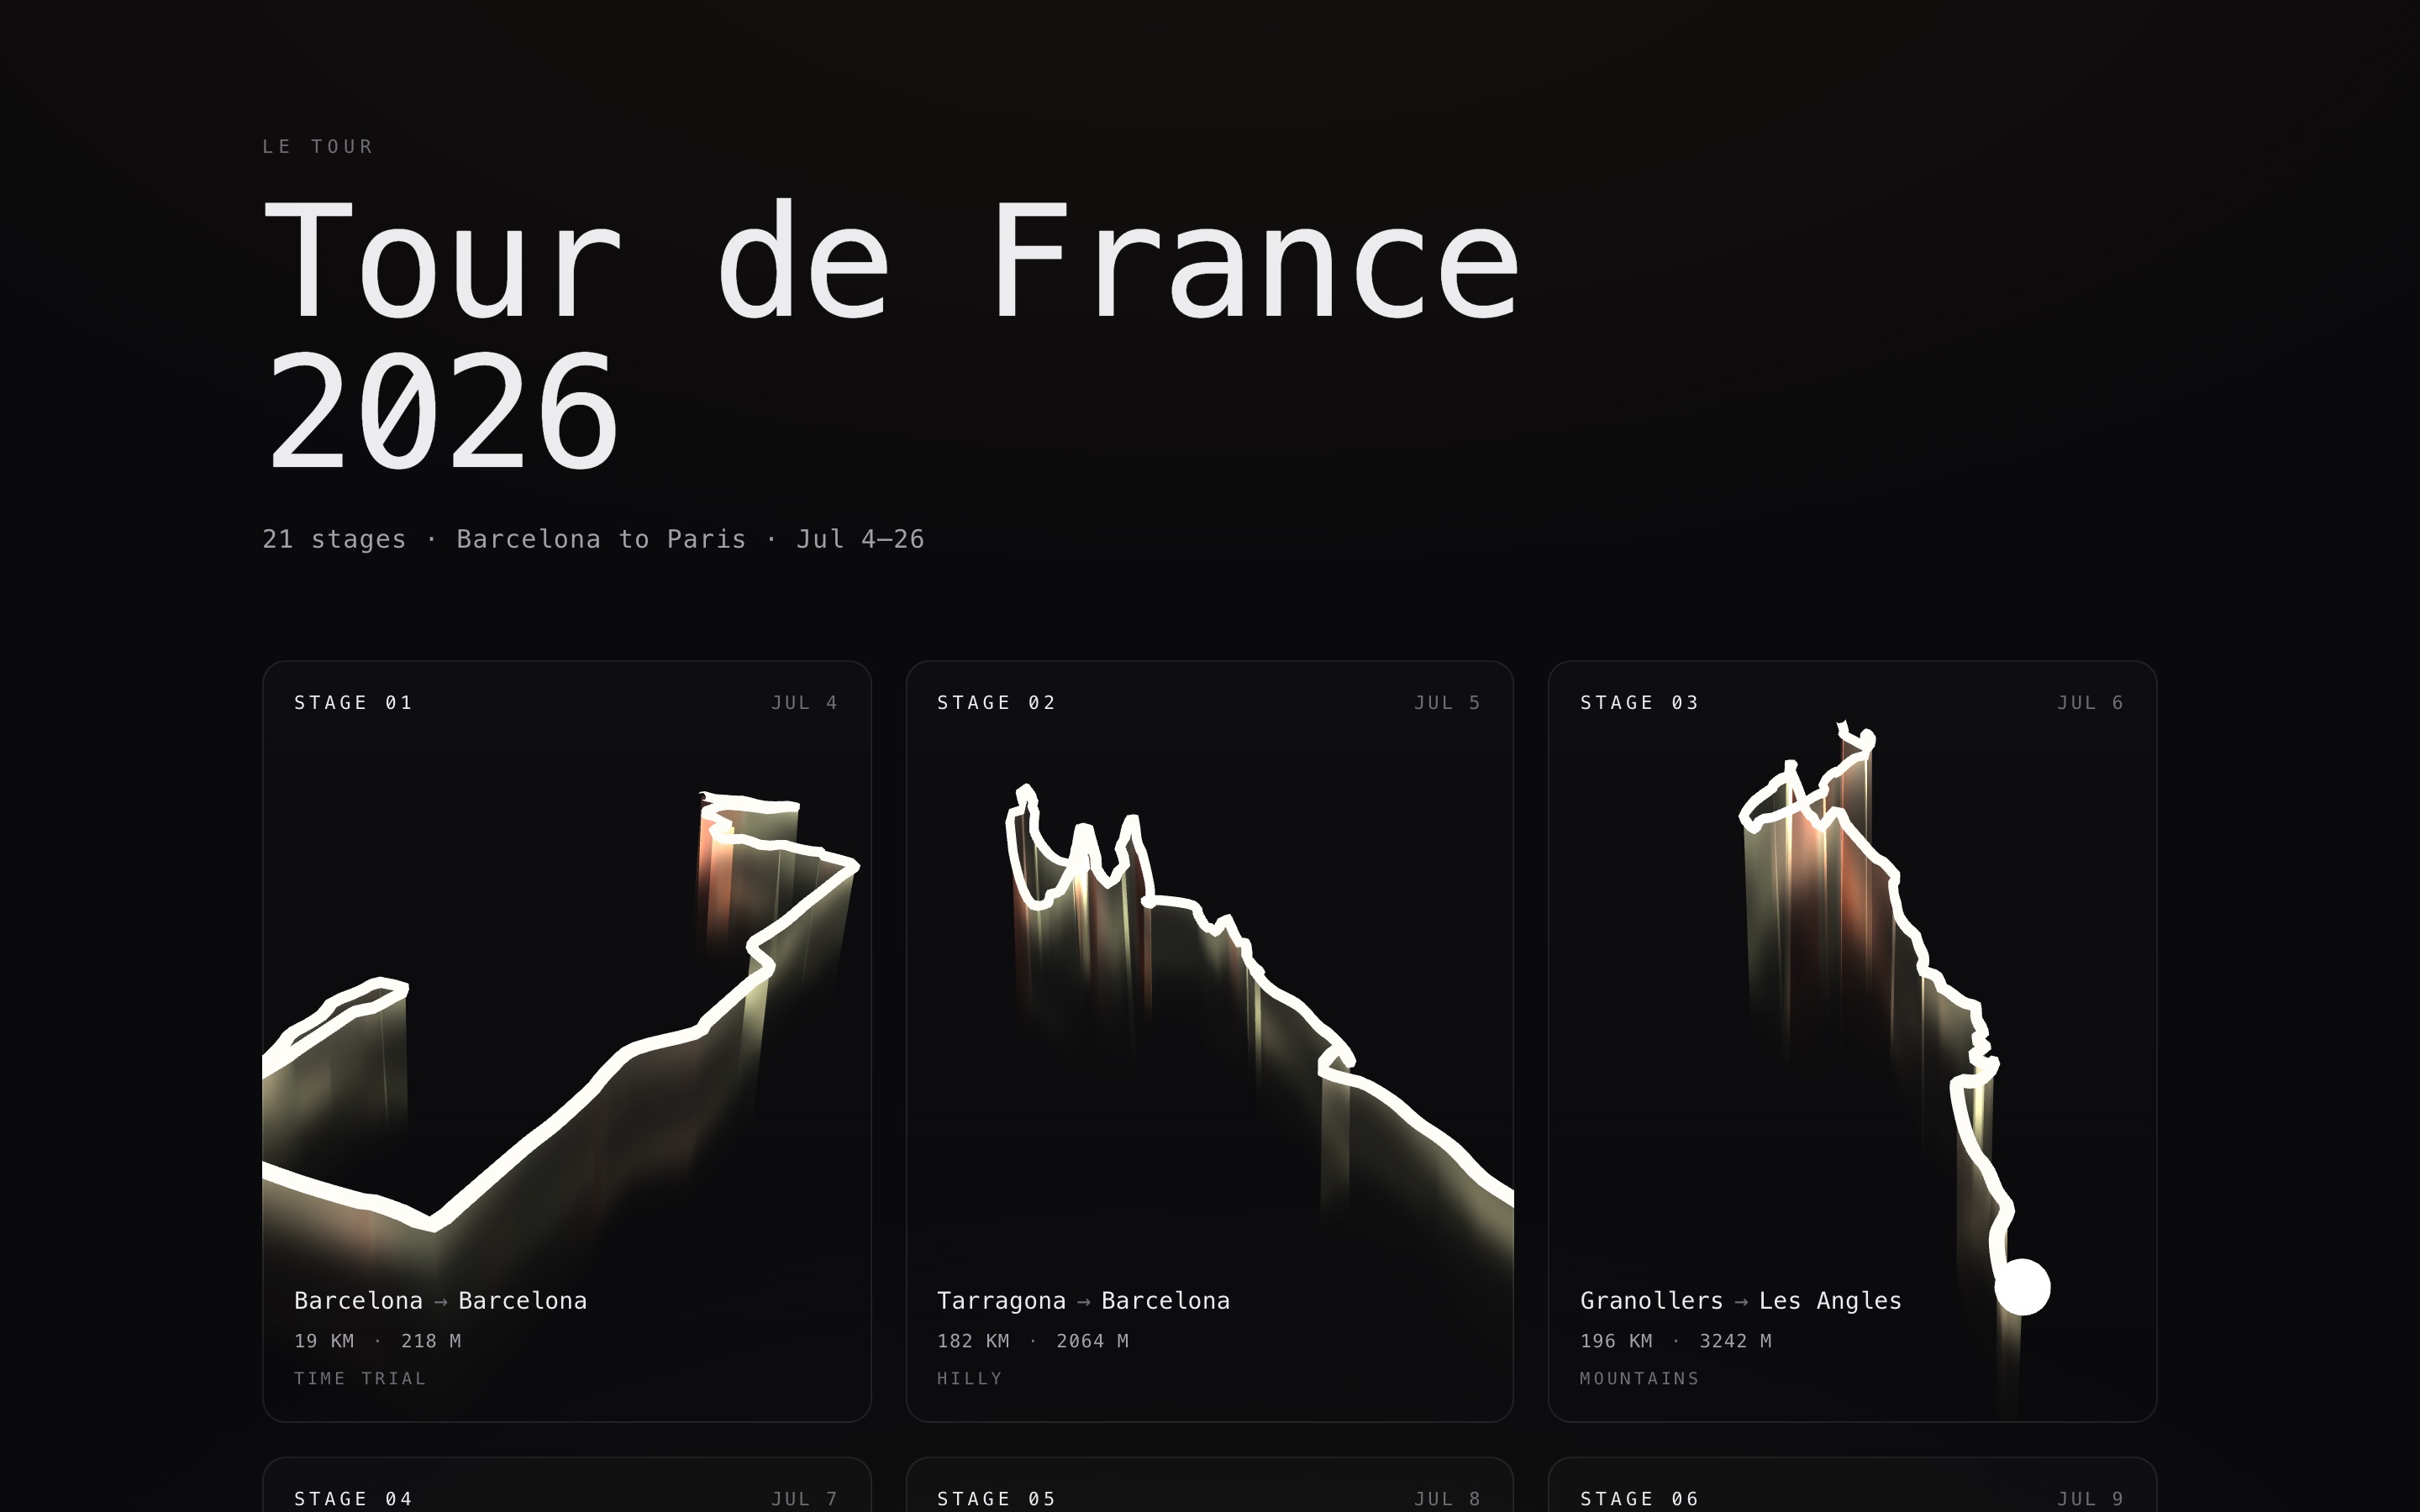 LE TOUR
Tour de France
2026
21 stages · Barcelona to Paris · Jul 4–26
STAGE 01
JUL 4
Barcelona → Barcelona
19 KM · 218 M
TIME TRIAL
STAGE 02
JUL 5
Tarragona → Barcelona
182 KM · 2064 M
HILLY
STAGE 03
JUL 6
Granollers → Les Angles
196 KM · 3242 M
MOUNTAINS
STAGE 04
JUL 7
STAGE 05
JUL 8
STAGE 06
JUL 9